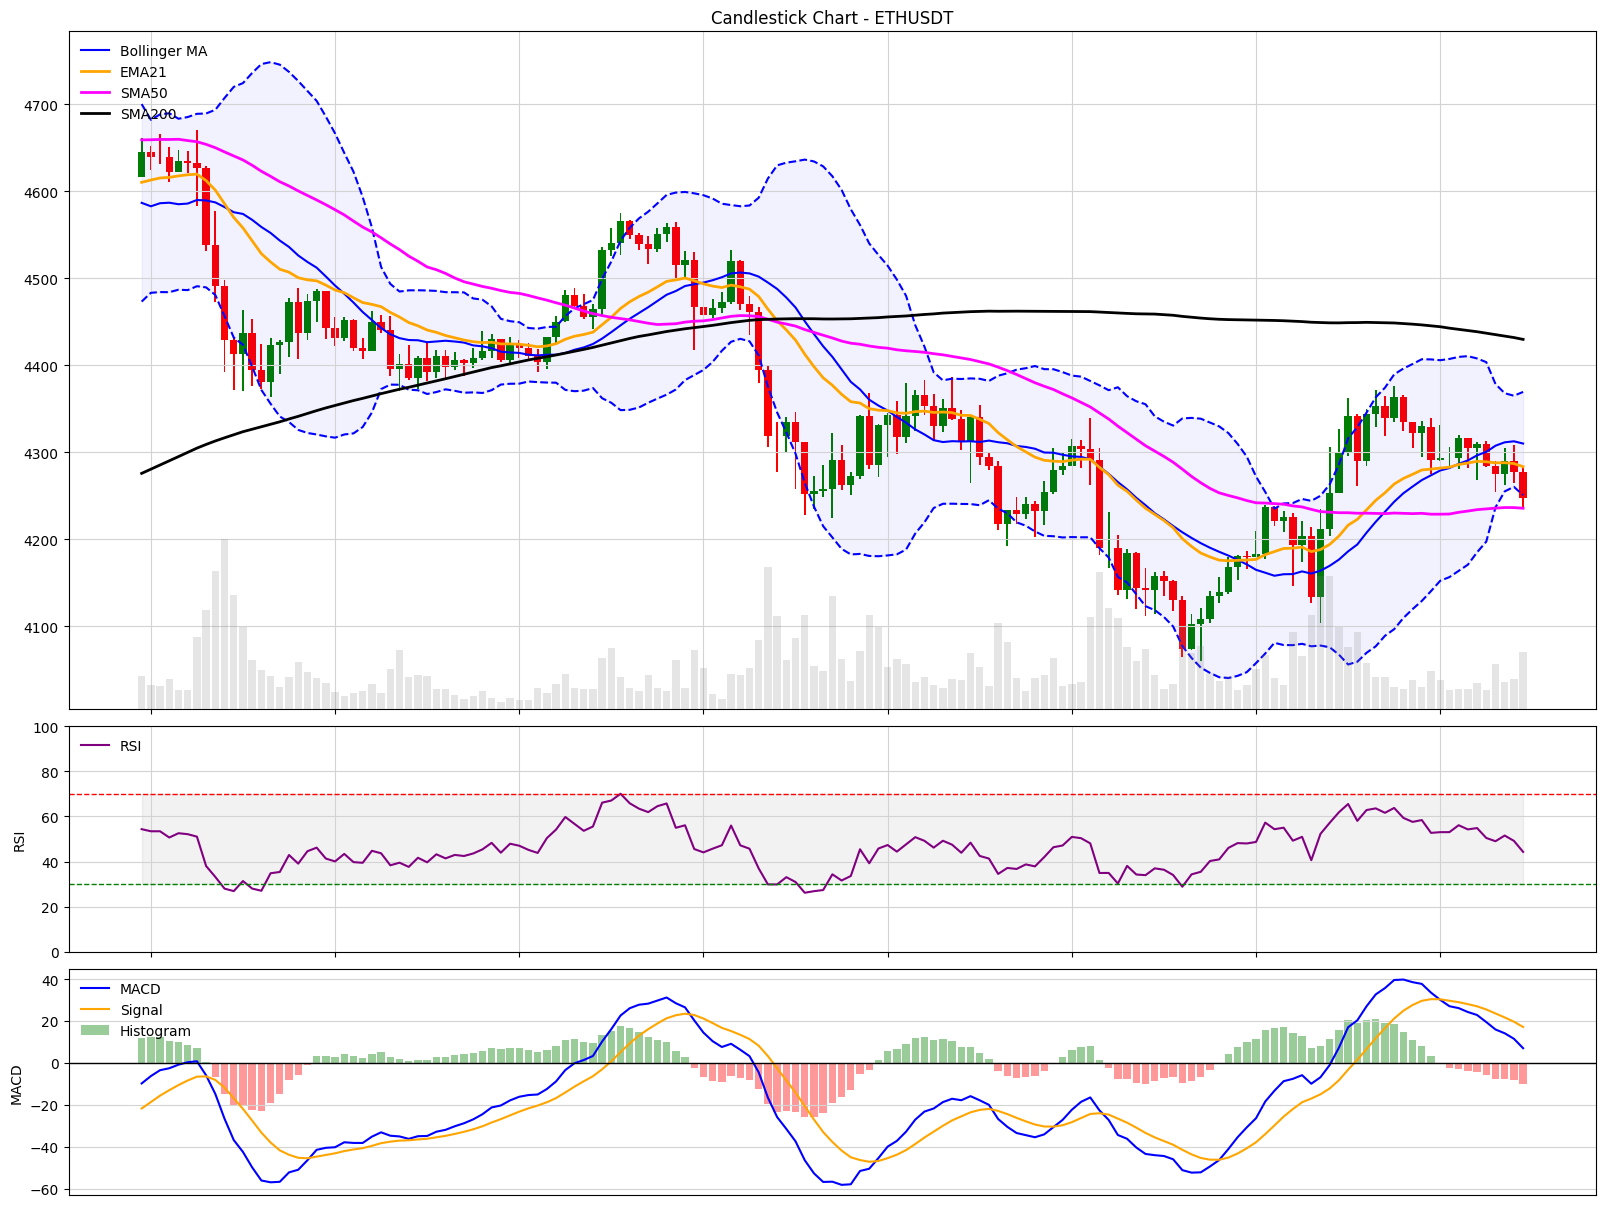 Candlestick Chart - ETHUSDT
Bollinger MA
EMA21
SMA50
SMA200
4700
4600
4500
4400
4300
4200
4100
RSI
100
80
60
40
20
0
RSI
MACD
Signal
Histogram
40
20
0
−20
−40
−60
MACD